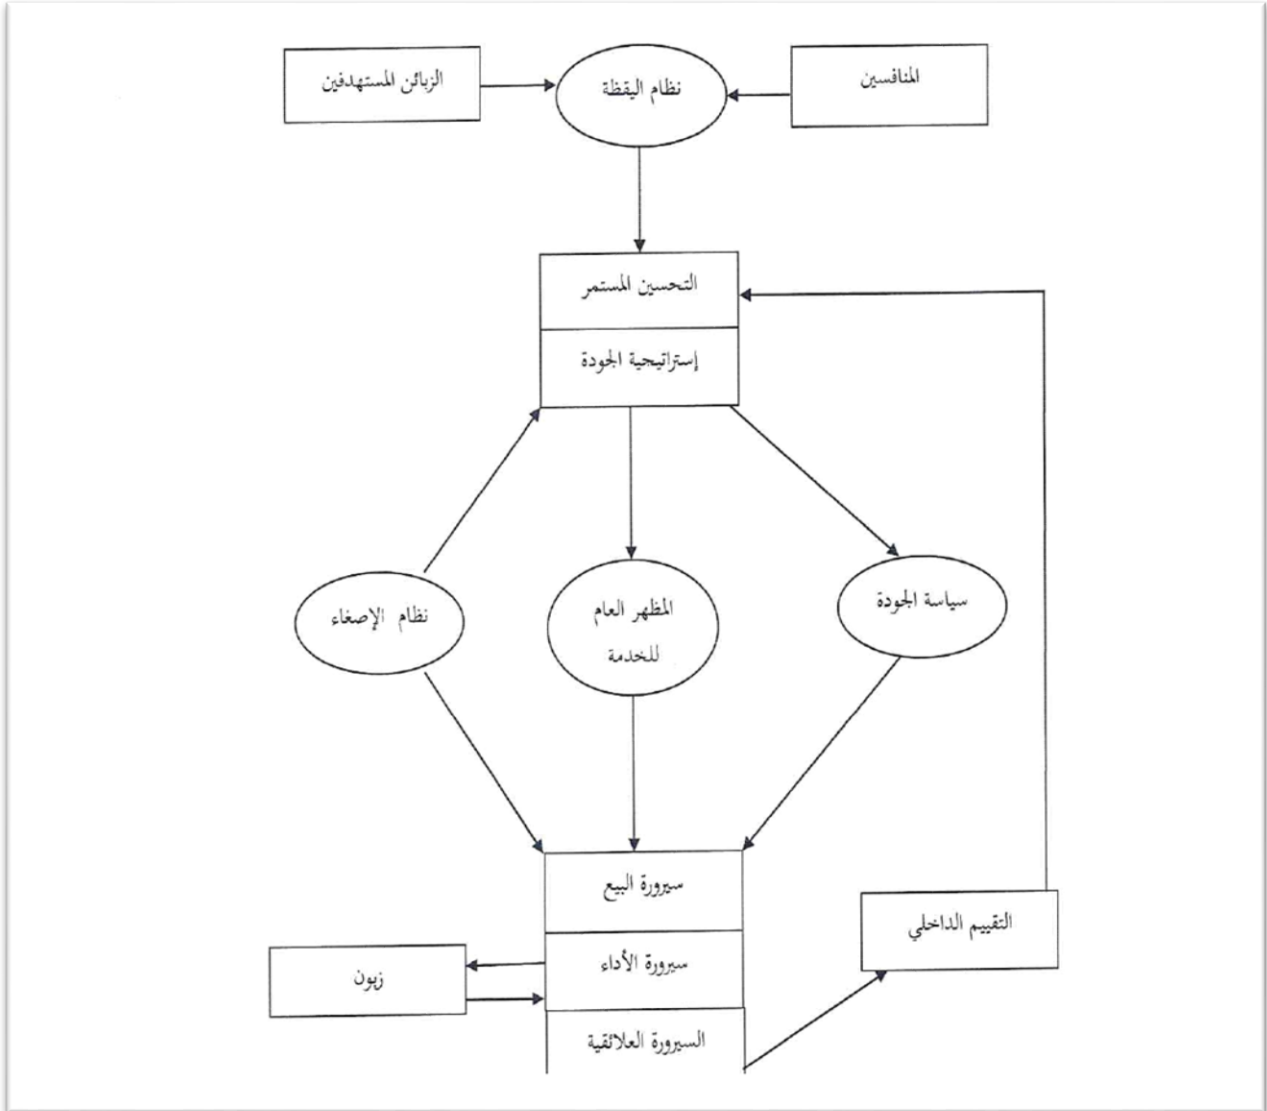 المنافسين
نظام اليقظة
الزبائن المستهدفين
التحسين المستمر
إستراتيجية الجودة
سياسة الجودة
المظهر العام
للخدمة
نظام الإصغاء
سيرورة البيع
التقييم الداخلي
سيرورة الأداء
زبون
السيرورة العلائقية